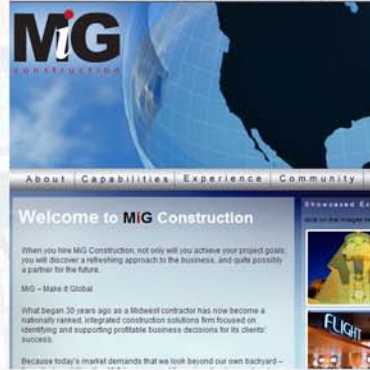 MiG
construction
About Capabilities Experience Community
Welcome to MiG Construction
Showcased Ex
click on the images to
When you hire MiG Construction, not only will you achieve your project goals,
you will discover a refreshing approach to the business, and quite possibly
a partner for the future.
MiG – Make it Global
What began 30 years ago as a Midwest contractor has now become a
nationally ranked, integrated construction solutions firm focused on
identifying and supporting profitable business decisions for its clients'
success.
FLIGHT
Because today's market demands that we look beyond our own backyard –